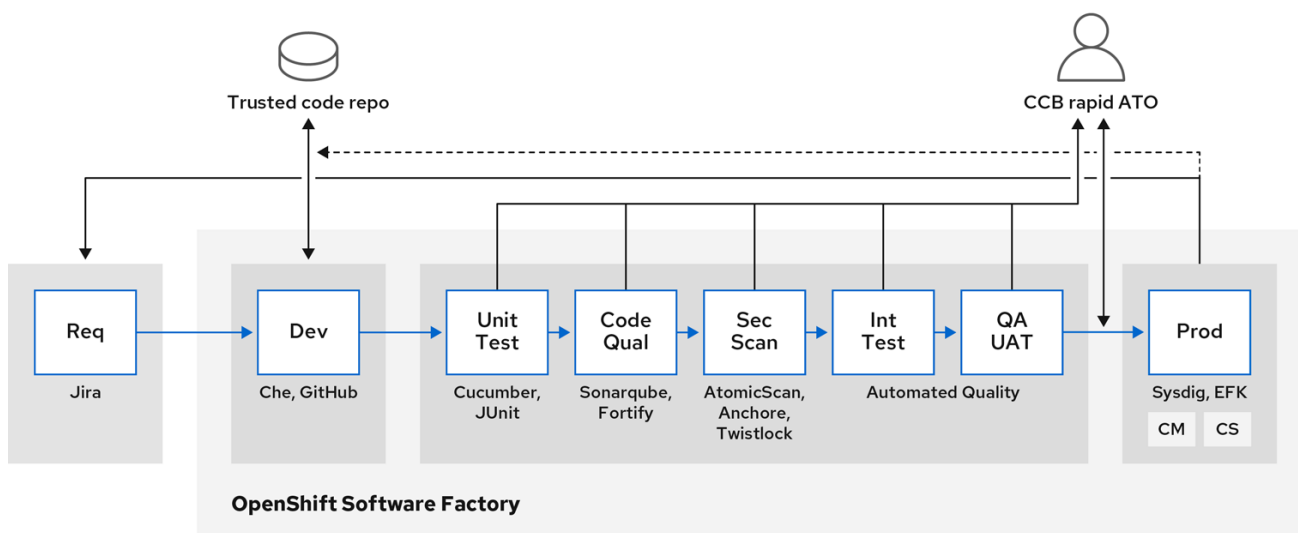 Trusted code repo
CCB rapid ATO
Req
Jira
Dev
Che, GitHub
Unit
Test
Cucumber,
JUnit
Code
Qual
Sonarqube,
Fortify
Sec
Scan
AtomicScan,
Anchore,
Twistlock
Int
Test
QA
UAT
Automated Quality
Prod
Sysdig, EFK
CM
CS
OpenShift Software Factory